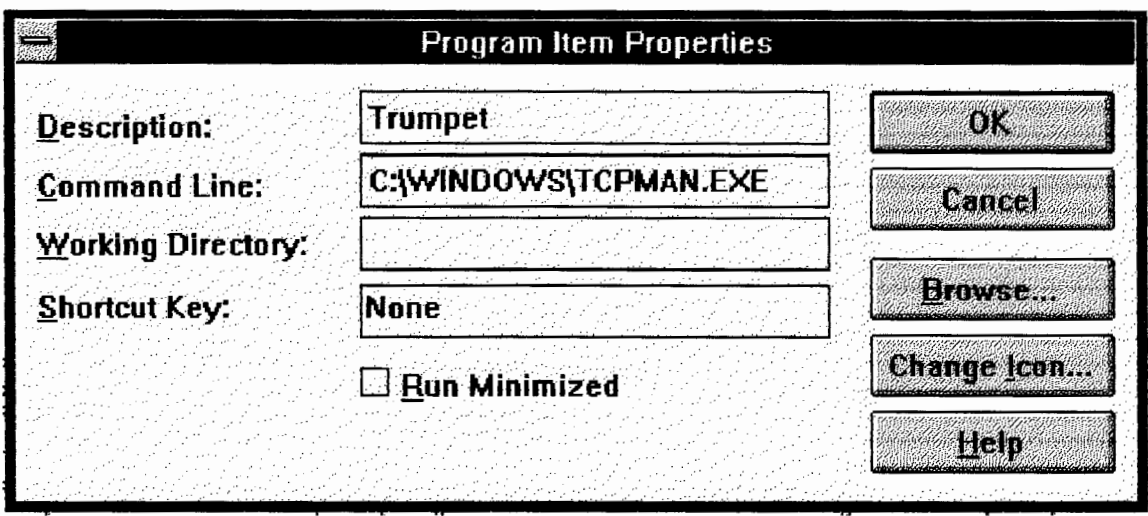 Program Item Properties
Description: Trumpet
Command Line: C:\WINDOWS\TCPMAN.EXE
Working Directory:
Shortcut Key: None
Run Minimized
OK
Cancel
Browse...
Change Icon...
Help